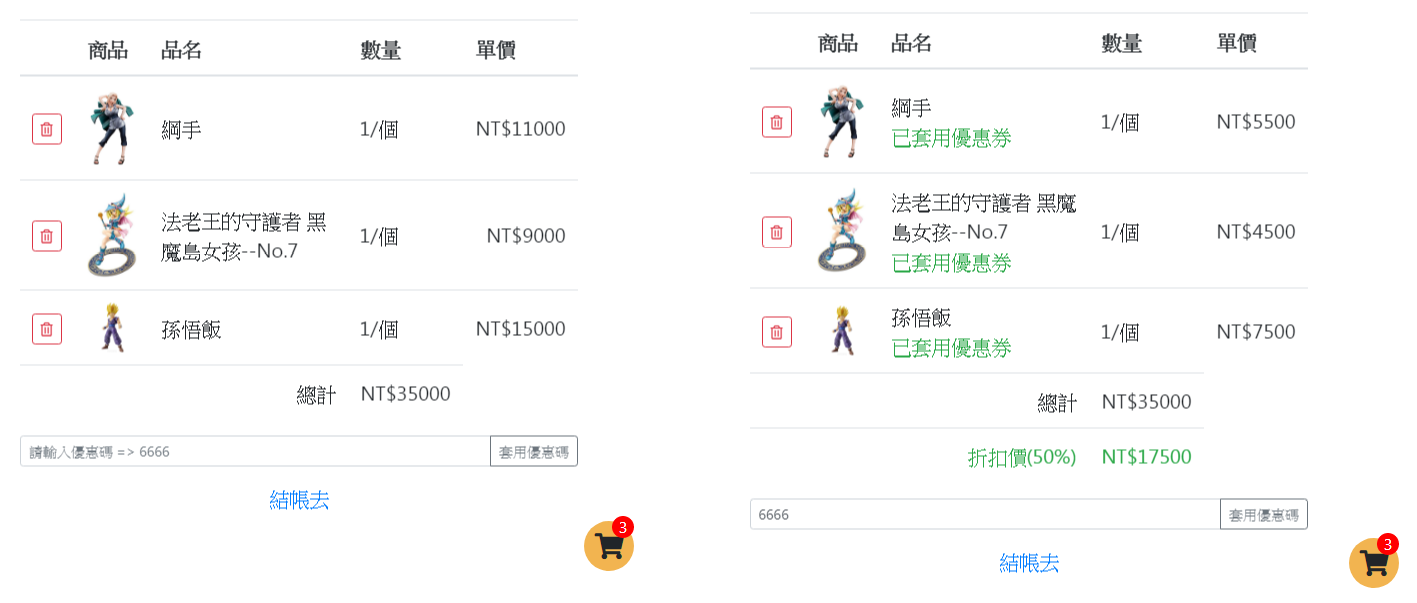 商品 品名 數量 單價
綱手 1/個 NT$11000
法老王的守護者 黑
魔島女孩--No.7 1/個 NT$9000
孫悟飯 1/個 NT$15000
總計 NT$35000
請輸入優惠碼 => 6666 套用優惠碼
結帳去
3
商品 品名 數量 單價
綱手
已套用優惠券 1/個 NT$5500
法老王的守護者 黑魔
島女孩--No.7 1/個 NT$4500
已套用優惠券
孫悟飯
已套用優惠券 1/個 NT$7500
總計 NT$35000
折扣價(50%) NT$17500
6666 套用優惠碼
結帳去
3